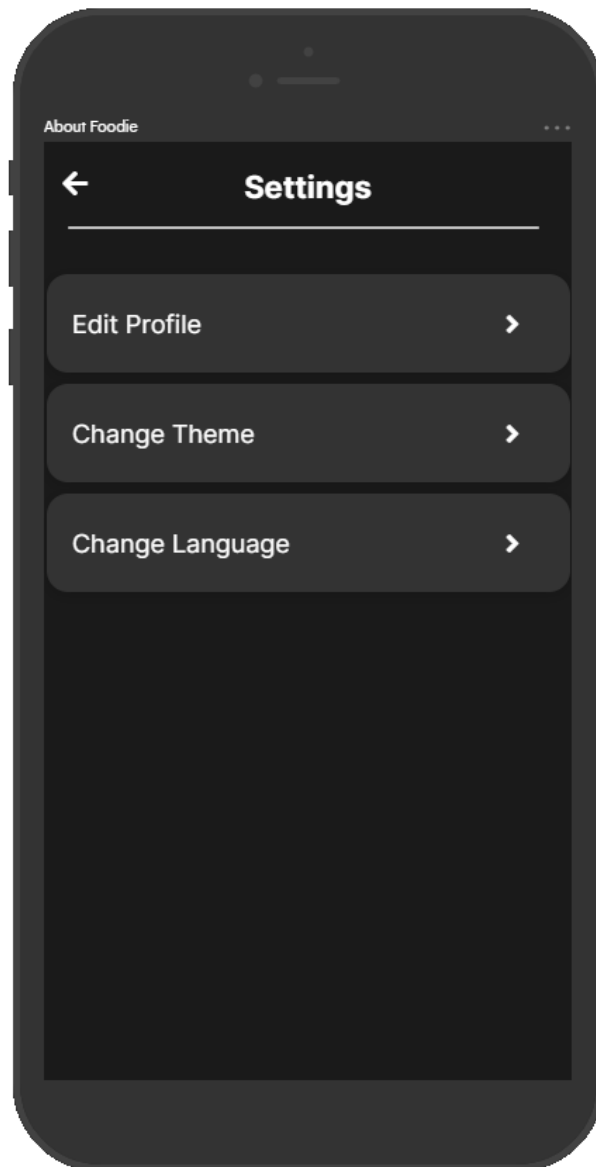 About Foodie
Settings
Edit Profile
Change Theme
Change Language